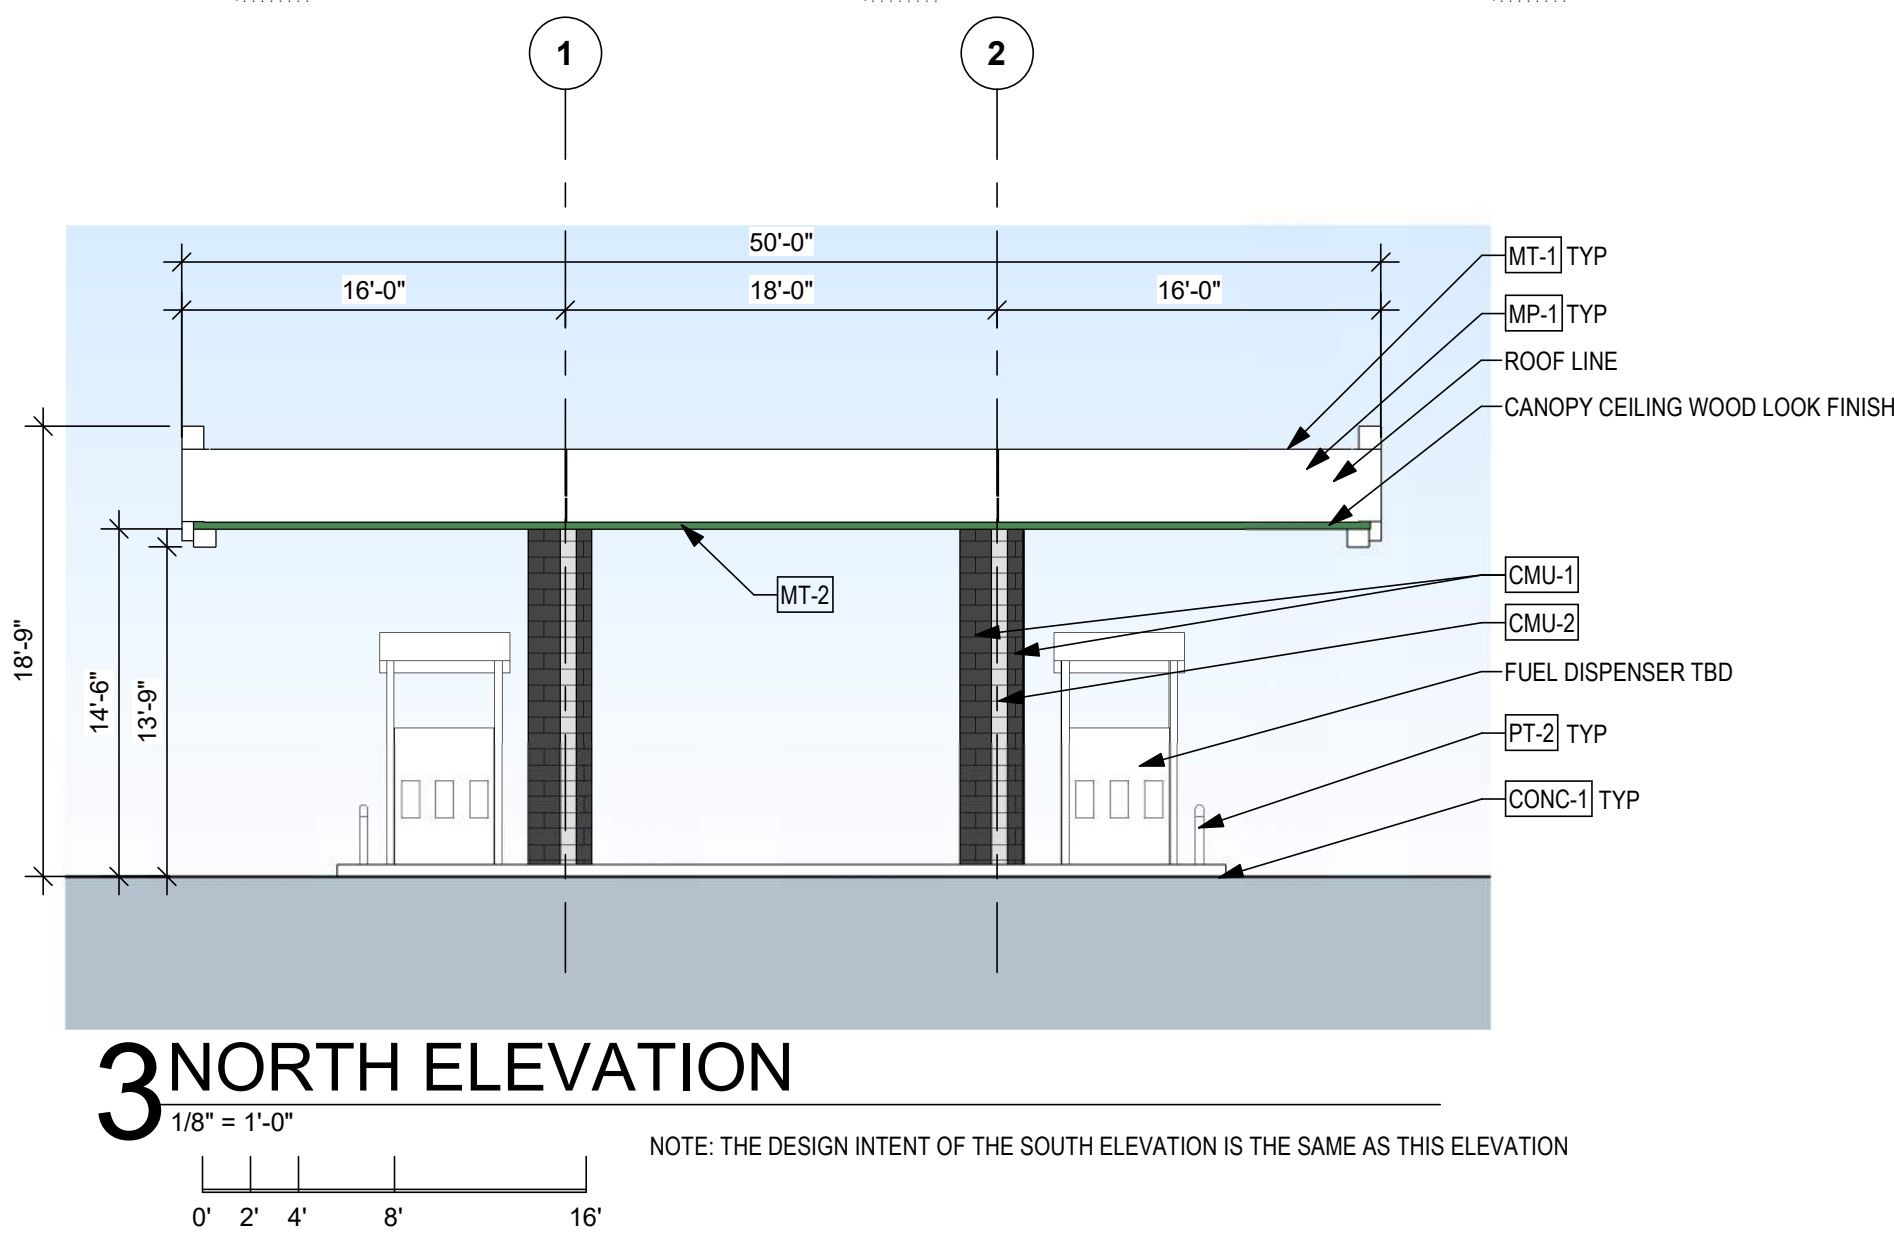 1
2
50'-0"
16'-0"
18'-0"
16'-0"
MT-1 TYP
MP-1 TYP
ROOF LINE
CANOPY CEILING WOOD LOOK FINISH
MT-2
CMU-1
CMU-2
FUEL DISPENSER TBD
PT-2 TYP
CONC-1 TYP
18'-9"
14'-6"
13'-9"
3 NORTH ELEVATION
1/8" = 1'-0"
NOTE: THE DESIGN INTENT OF THE SOUTH ELEVATION IS THE SAME AS THIS ELEVATION
0' 2' 4' 8' 16'